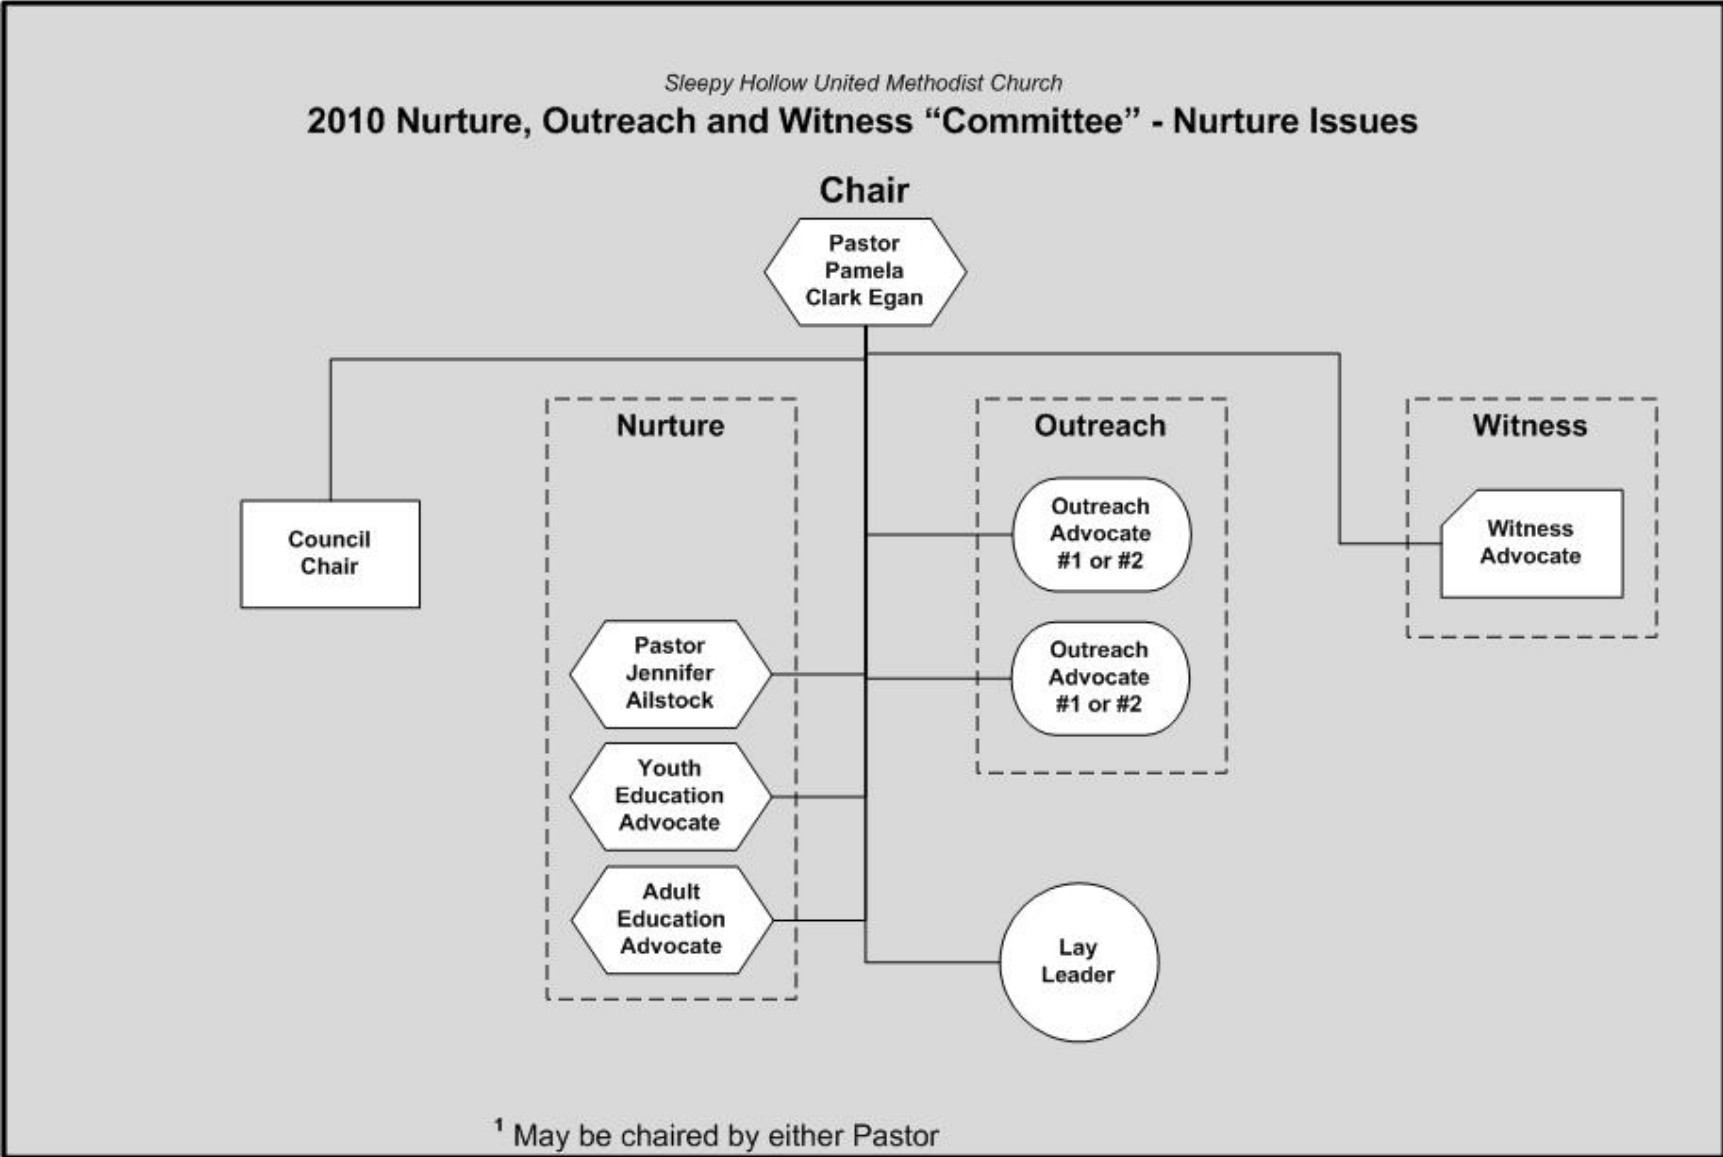 Sleepy Hollow United Methodist Church
2010 Nurture, Outreach and Witness “Committee” - Nurture Issues
Chair
Pastor
Pamela
Clark Egan
Nurture
Outreach
Witness
Council
Chair
Pastor
Jennifer
Ailstock
Youth
Education
Advocate
Adult
Education
Advocate
Outreach
Advocate
#1 or #2
Outreach
Advocate
#1 or #2
Witness
Advocate
Lay
Leader
¹ May be chaired by either Pastor